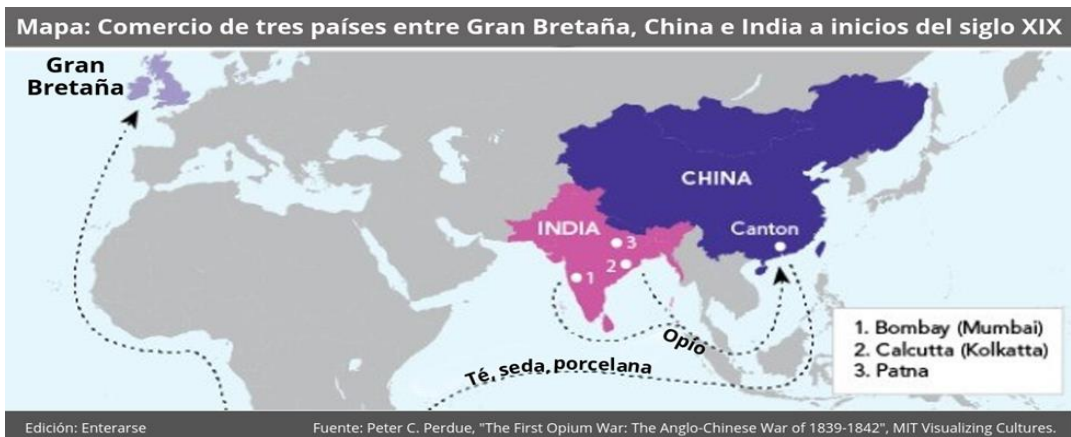 Mapa: Comercio de tres países entre Gran Bretaña, China e India a inicios del siglo XIX
Gran
Bretaña
CHINA
INDIA
Canton
3
2
1
Opío
Té, seda, porcelana
1. Bombay (Mumbai)
2. Calcutta (Kolkatta)
3. Patna
Edición: Enterarse
Fuente: Peter C. Perdue, "The First Opium War: The Anglo-Chinese War of 1839-1842", MIT Visualizing Cultures.